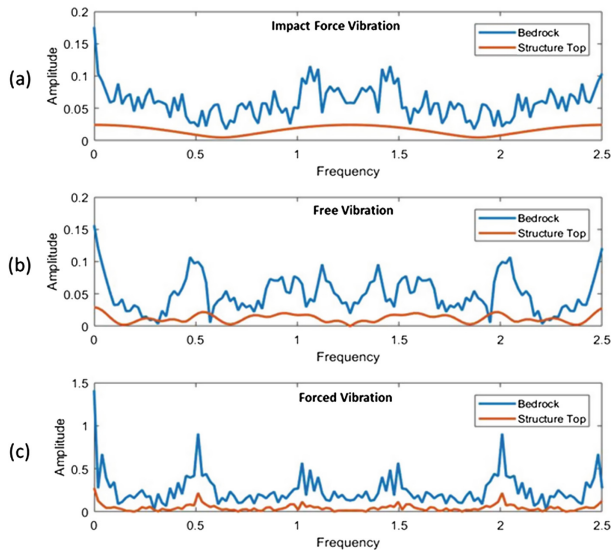 Impact Force Vibration
(a)
Amplitude
0.2
0.15
0.1
0.05
0
Bedrock
Structure Top
0 0.5 1 1.5 2 2.5
Frequency
Free Vibration
(b)
Amplitude
0.2
0.15
0.1
0.05
0
Bedrock
Structure Top
0 0.5 1 1.5 2 2.5
Frequency
Forced Vibration
(c)
Amplitude
1.5
1
0.5
0
Bedrock
Structure Top
0 0.5 1 1.5 2 2.5
Frequency